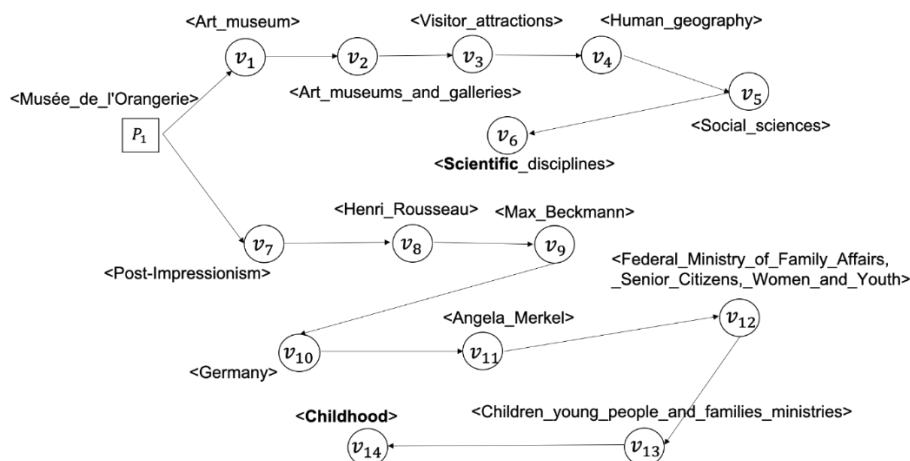 <Art_museum>
<Visitor_attractions>
<Human_geography>
v1
v2
v3
v4
<Musée_de_l'Orangerie>
<Art_museums_and_galleries>
v5
P1
v6
<Social_sciences>
<Scientific_disciplines>
<Henri_Rousseau>
<Max_Beckmann>
v7
v8
v9
<Post-Impressionism>
<Federal_Ministry_of_Family_Affairs,
_Senior_Citizens,_Women_and_Youth>
<Angela_Merkel>
v12
v10
v11
<Germany>
<Childhood>
<Children_young_people_and_families_ministries>
v14
v13